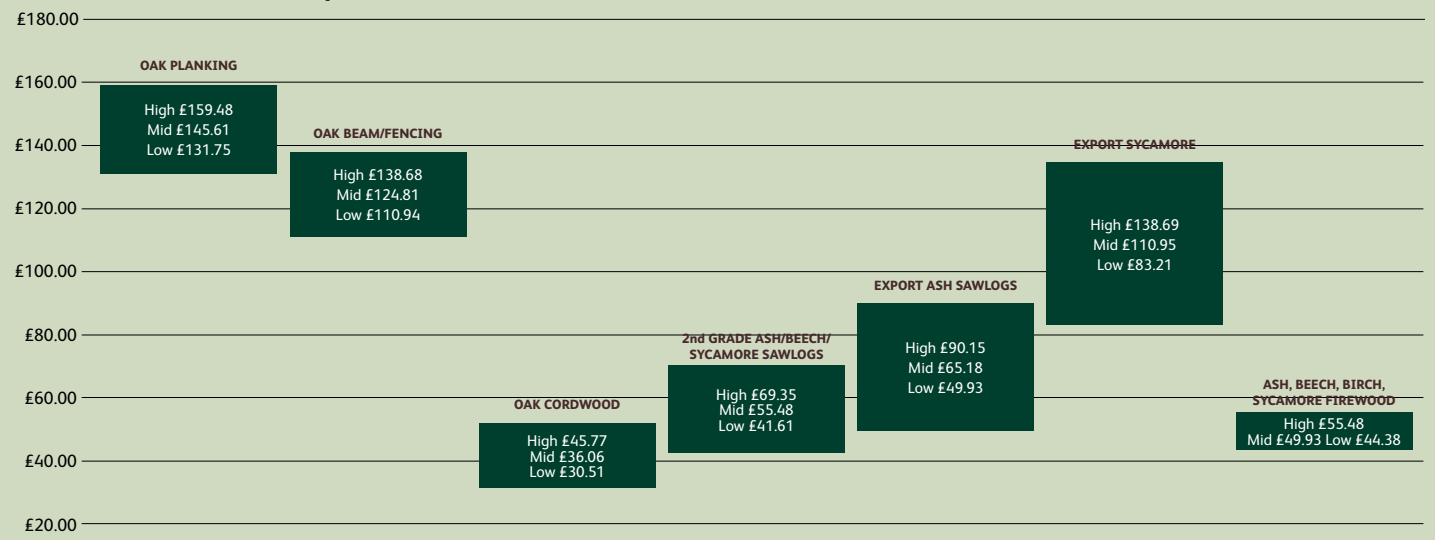 £180.00
£160.00
£140.00
£120.00
£100.00
£80.00
£60.00
£40.00
£20.00
OAK PLANKING
High £159.48
Mid £145.61
Low £131.75
OAK BEAM/FENCING
High £138.68
Mid £124.81
Low £110.94
OAK CORDWOOD
High £45.77
Mid £36.06
Low £30.51
2nd GRADE ASH/BEECH/
SYCAMORE SAWLOGS
High £69.35
Mid £55.48
Low £41.61
EXPORT ASH SAWLOGS
High £90.15
Mid £65.18
Low £49.93
EXPORT SYCAMORE
High £138.69
Mid £110.95
Low £83.21
ASH, BEECH, BIRCH,
SYCAMORE FIREWOOD
High £55.48
Mid £49.93 Low £44.38